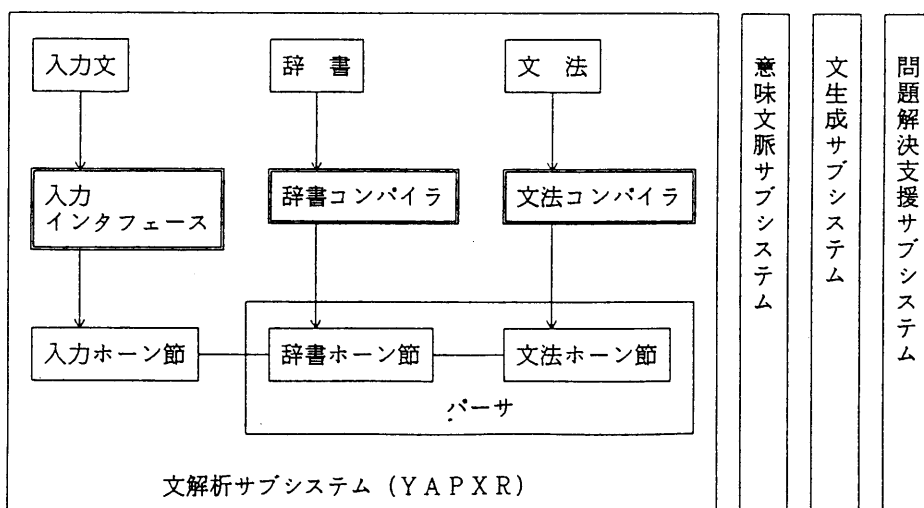 入力文
辞書
文法
入力
インタフェース
辞書コンパイラ
文法コンパイラ
入力ホーン節
辞書ホーン節
文法ホーン節
パーサ
文解析サブシステム(YAPXR)
意味文脈サブシステム
文生成サブシステム
問題解決支援サブシステム